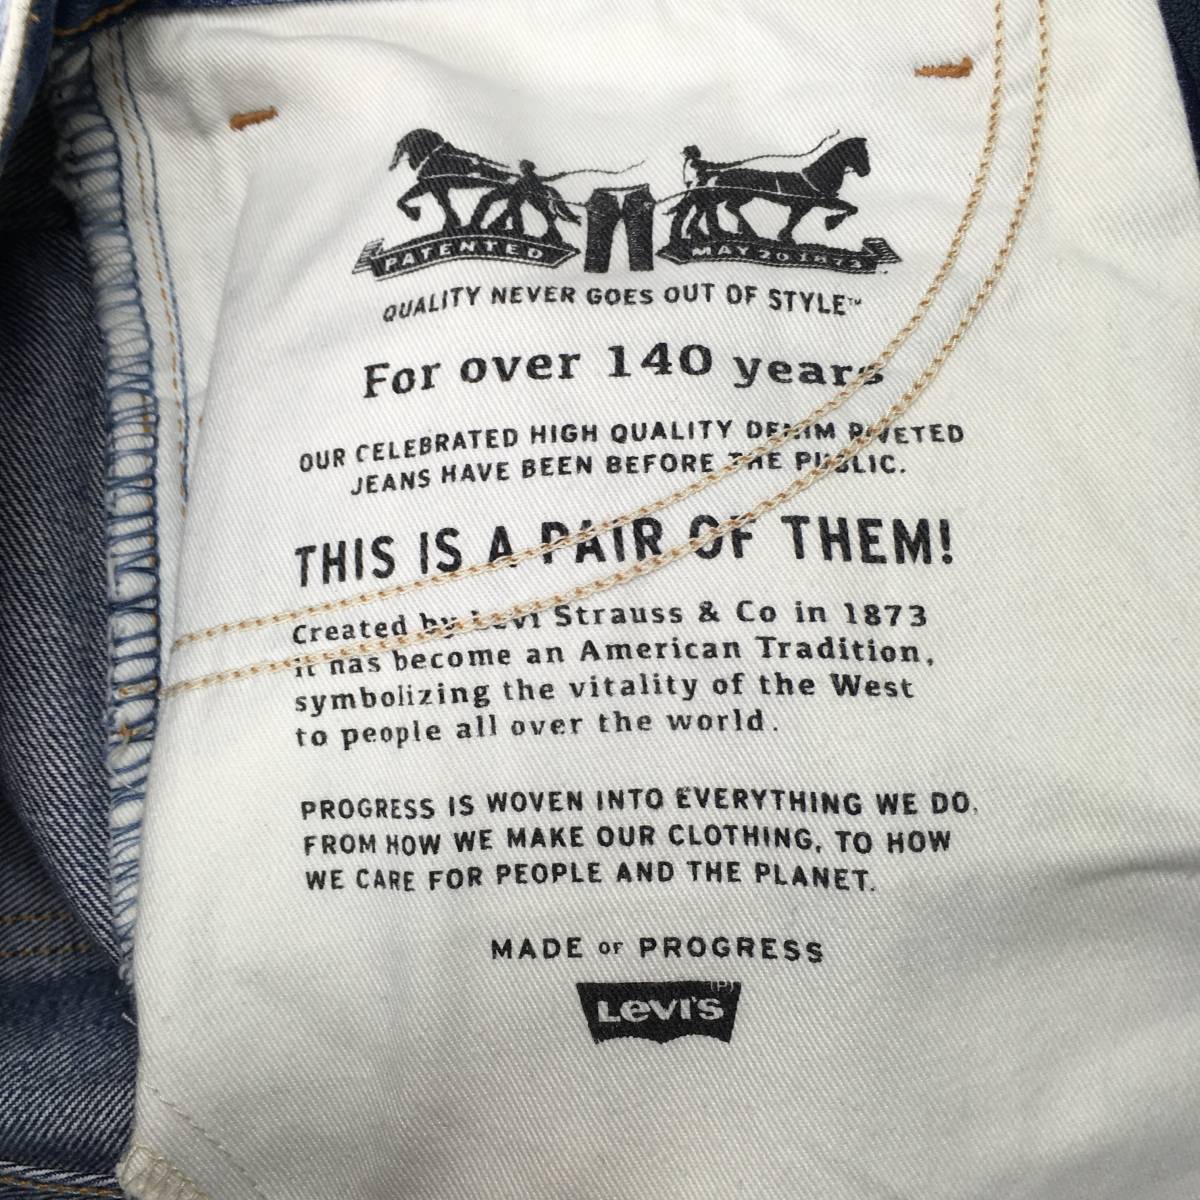 PATENTED MAY 20 1873
QUALITY NEVER GOES OUT OF STYLE™
For over 140 years
OUR CELEBRATED HIGH QUALITY DENIM RIVETED
JEANS HAVE BEEN BEFORE THE PUBLIC.
THIS IS A PAIR OF THEM!
Created by Levi Strauss & Co in 1873
it has become an American Tradition,
symbolizing the vitality of the West
to people all over the world.
PROGRESS IS WOVEN INTO EVERYTHING WE DO,
FROM HOW WE MAKE OUR CLOTHING, TO HOW
WE CARE FOR PEOPLE AND THE PLANET.
MADE OF PROGRESS
(P)
Levi's